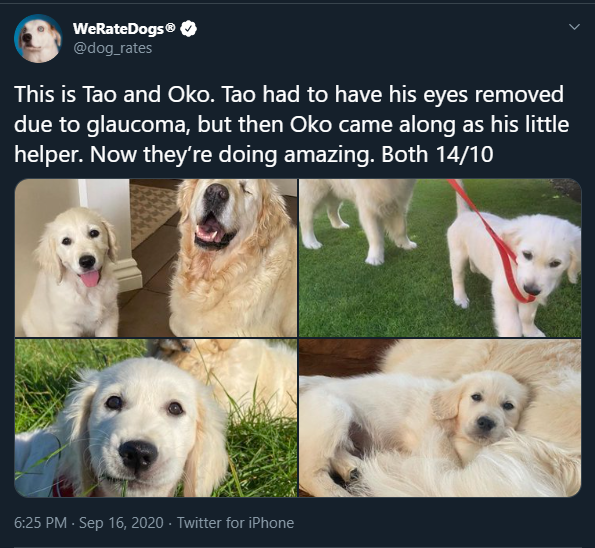 WeRateDogs®
@dog_rates
This is Tao and Oko. Tao had to have his eyes removed
due to glaucoma, but then Oko came along as his little
helper. Now they’re doing amazing. Both 14/10
6:25 PM · Sep 16, 2020 · Twitter for iPhone